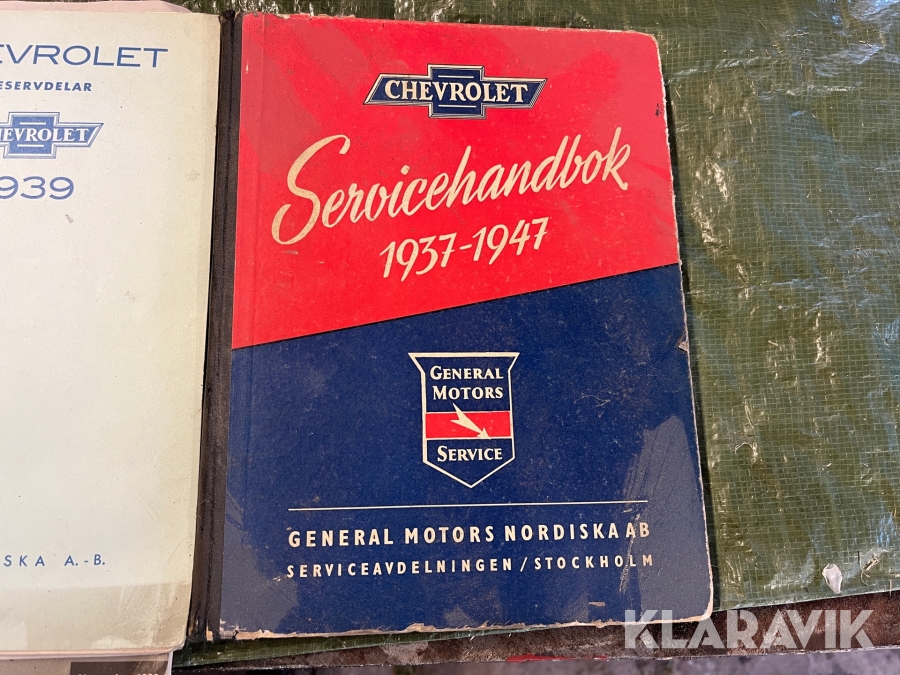 EVROLET
ESERVDELAR
EVROLET
939
SKA A.-B.
CHEVROLET
Servicehandbok
1937-1947
GENERAL
MOTORS
SERVICE
GENERAL MOTORS NORDISKA AB
SERVICEAVDELNINGEN/STOCKHOLM
KLARAVIK